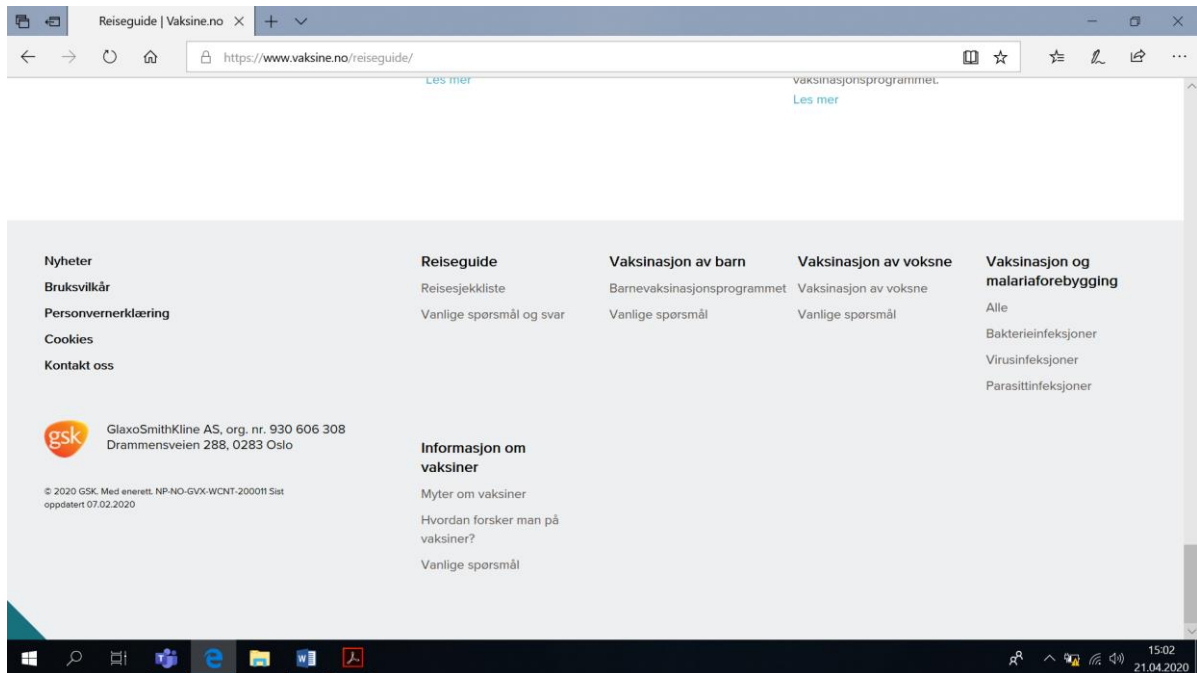 Reiseguide | Vaksine.no
https://www.vaksine.no/reiseguide/
Les mer
vaksinasjonsprogrammet.
Les mer
Nyheter
Bruksvilkår
Personvernerklæring
Cookies
Kontakt oss
gsk
GlaxoSmithKline AS, org. nr. 930 606 308
Drammensveien 288, 0283 Oslo
© 2020 GSK. Med enerett. NP-NO-GVX-WCNT-200011 Sist
oppdatert 07.02.2020
Reiseguide
Reisesjekkliste
Vanlige spørsmål og svar
Vaksinasjon av barn
Barnevaksinasjonsprogrammet
Vanlige spørsmål
Vaksinasjon av voksne
Vaksinasjon av voksne
Vanlige spørsmål
Vaksinasjon og
malariaforebygging
Alle
Bakterieinfeksjoner
Virusinfeksjoner
Parasittinfeksjoner
Informasjon om
vaksiner
Myter om vaksiner
Hvordan forsker man på
vaksiner?
Vanlige spørsmål
15:02
21.04.2020